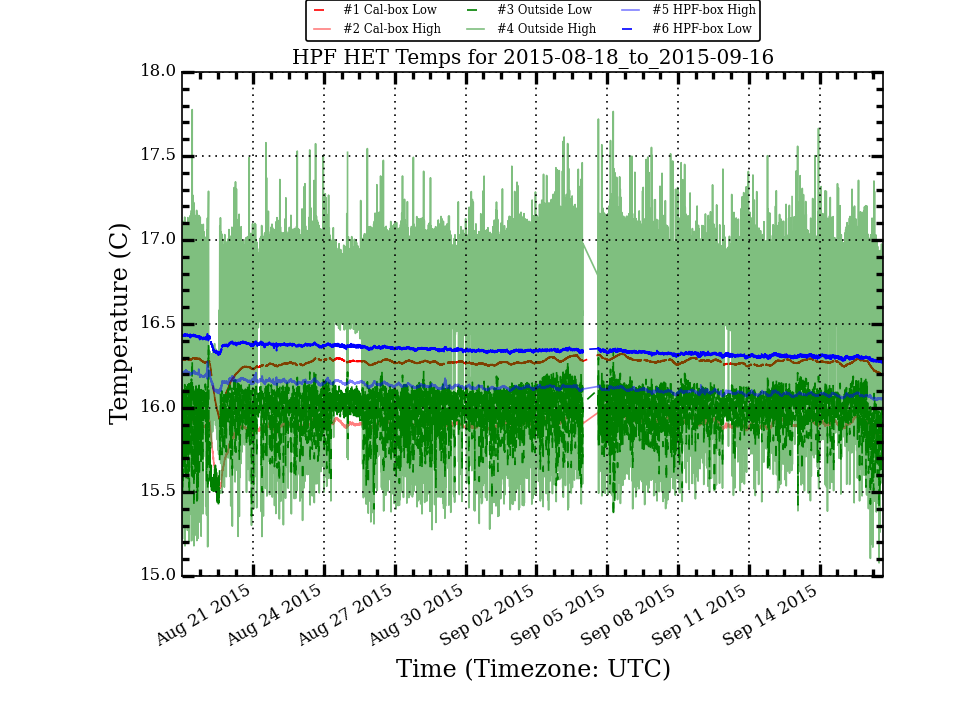 #1 Cal-box Low #3 Outside Low #5 HPF-box High
#2 Cal-box High #4 Outside High #6 HPF-box Low
HPF HET Temps for 2015-08-18_to_2015-09-16
18.0
17.5
17.0
16.5
16.0
15.5
15.0
Temperature (C)
Aug 21 2015
Aug 24 2015
Aug 27 2015
Aug 30 2015
Sep 02 2015
Sep 05 2015
Sep 08 2015
Sep 11 2015
Sep 14 2015
Time (Timezone: UTC)